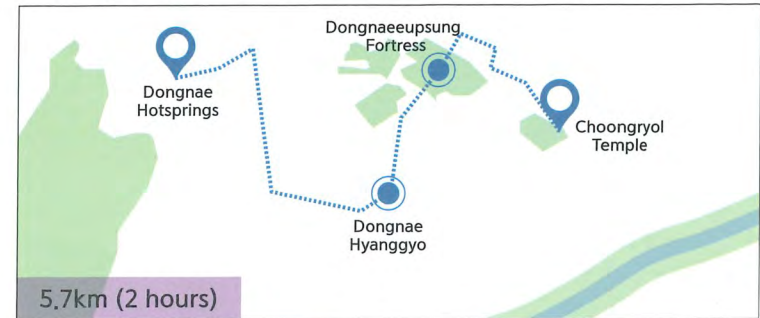 Dongnaeeupsung
Fortress
Dongnae
Hotsprings
Choongryol
Temple
Dongnae
Hyanggyo
5.7km (2 hours)